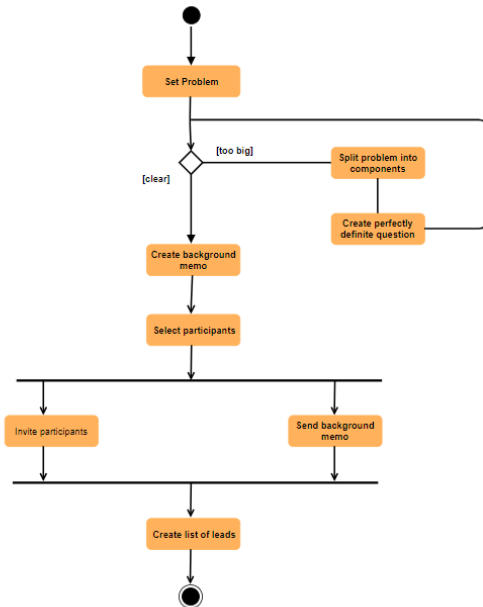 Set Problem
[too big]
Split problem into
components
[clear]
Create perfectly
definite question
Create background
memo
Select participants
Invite participants
Send background
memo
Create list of leads